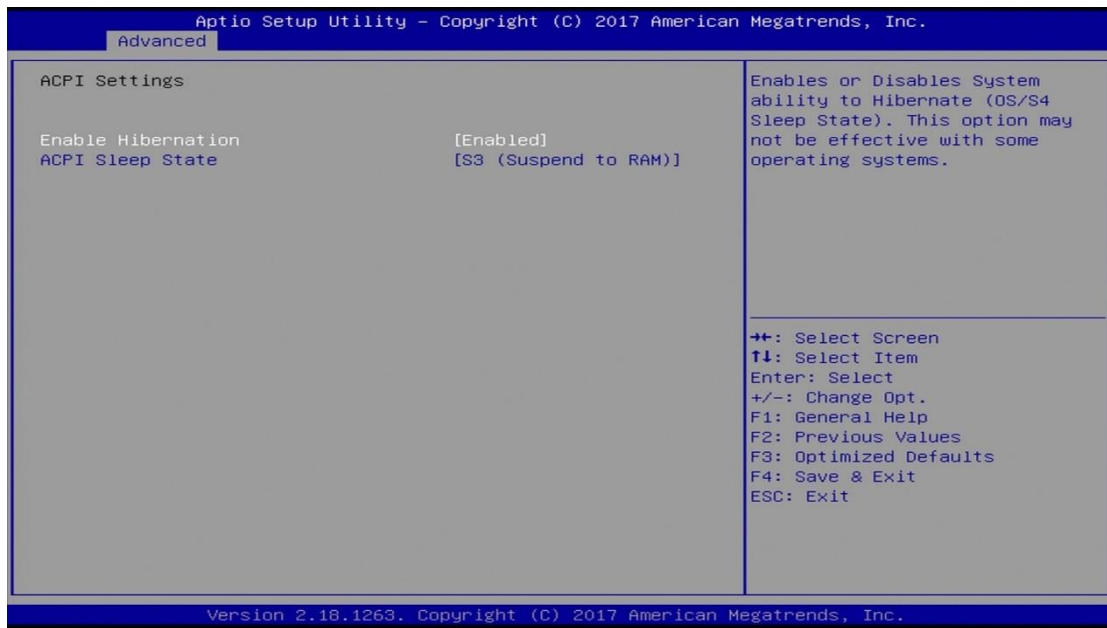 Aptio Setup Utility – Copyright (C) 2017 American Megatrends, Inc.
Advanced
ACPI Settings
Enable Hibernation [Enabled]
ACPI Sleep State [S3 (Suspend to RAM)]
Enables or Disables System
ability to Hibernate (OS/S4
Sleep State). This option may
not be effective with some
operating systems.
→←: Select Screen
↑↓: Select Item
Enter: Select
+/-: Change Opt.
F1: General Help
F2: Previous Values
F3: Optimized Defaults
F4: Save & Exit
ESC: Exit
Version 2.18.1263. Copyright (C) 2017 American Megatrends, Inc.